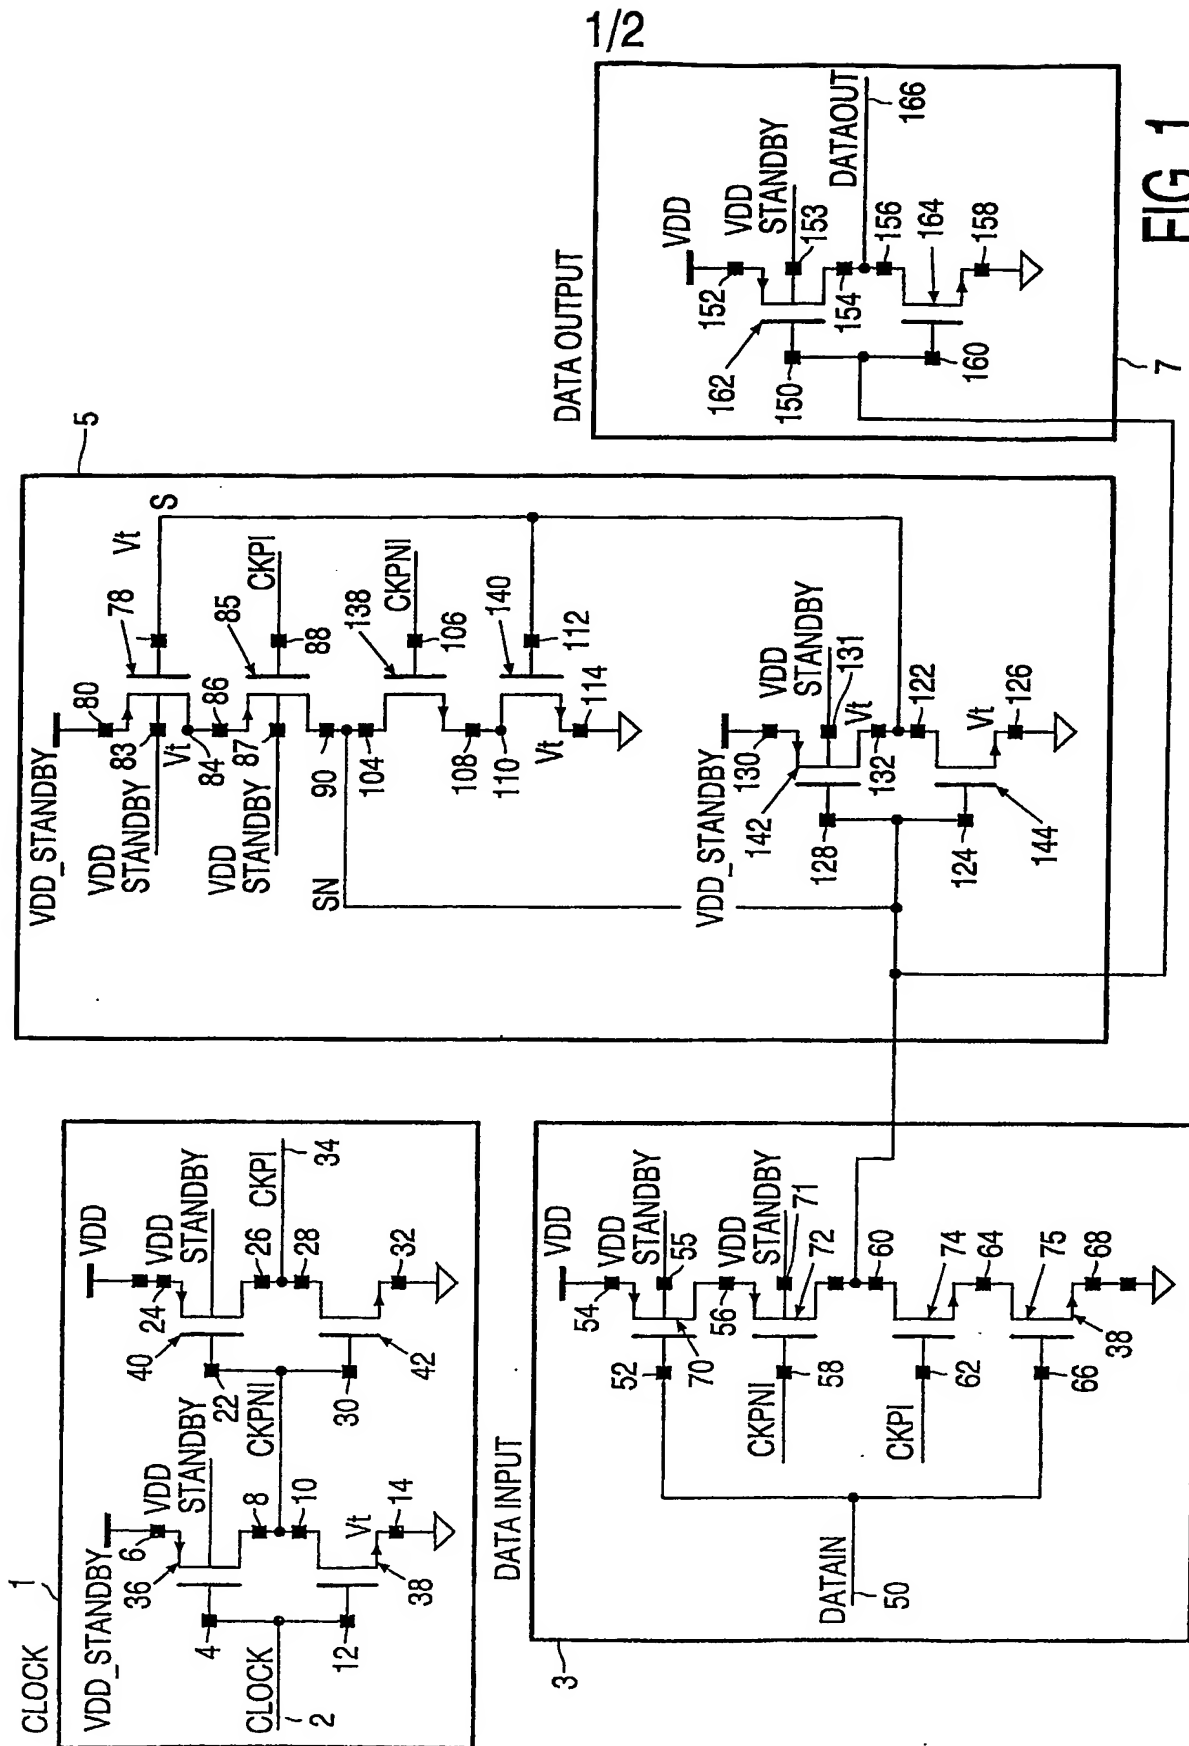 1/2
CLOCK
1
VDD_STANDBY
6
VDD
STANDBY
36
4
8
10
CLOCK
2
12
Vt
14
38
CKPNI
VDD
24
VDD
STANDBY
40
22
26
CKPI
34
28
30
32
42
DATA INPUT
3
DATAIN
50
VDD
54
VDD
STANDBY
55
52
70
56
VDD
STANDBY
71
CKPNI
58
72
60
CKPI
62
74
64
66
75
68
38
5
VDD_STANDBY
80
78
Vt
S
VDD
STANDBY
83
Vt
84
86
85
VDD
STANDBY
87
88
CKPI
90
SN
104
138
CKPNI
106
108
110
140
112
Vt
114
VDD_STANDBY
130
VDD
STANDBY
131
142
128
Vt
132
122
124
Vt
126
144
DATA OUTPUT
VDD
152
VDD
STANDBY
153
162
150
154
DATAOUT
166
156
164
160
158
7
FIG 1